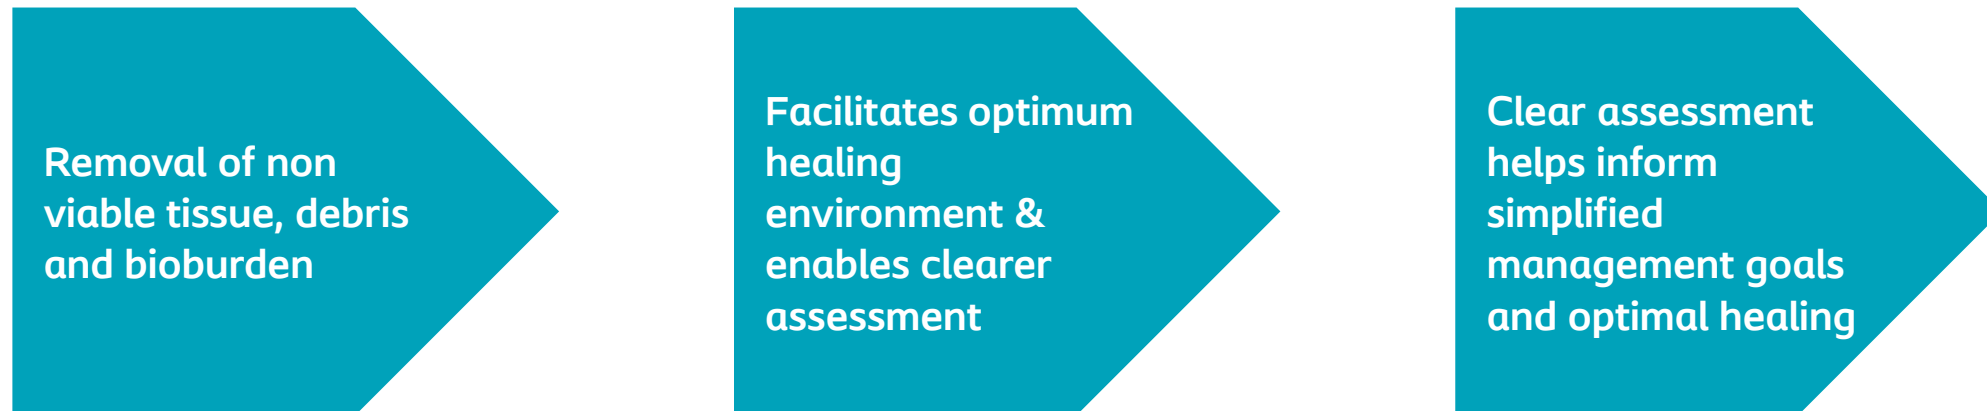 Removal of non
viable tissue, debris
and bioburden
Facilitates optimum
healing
environment &
enables clearer
assessment
Clear assessment
helps inform
simplified
management goals
and optimal healing